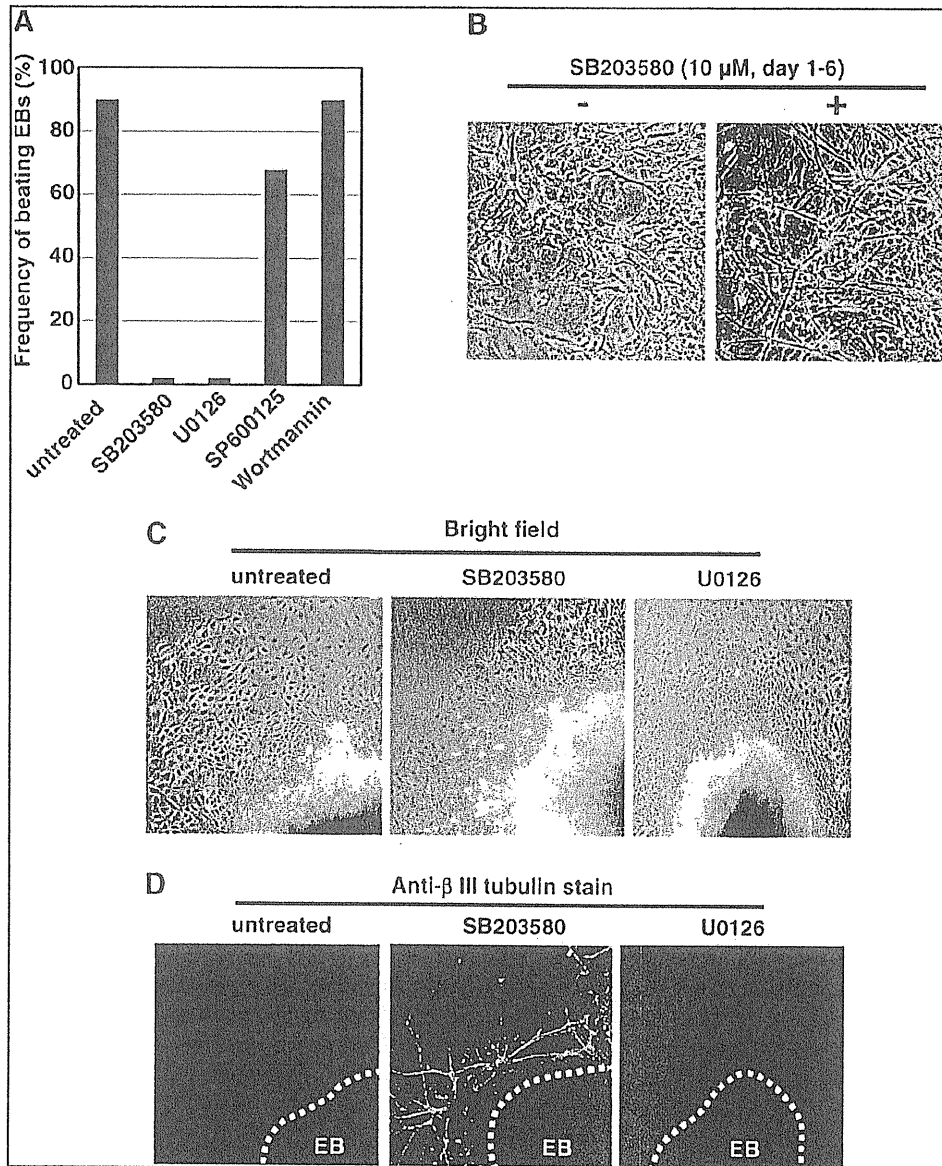 A
Frequency of beating EBs (%)
100
80
60
40
20
0
untreated
SB203580
U0126
SP600125
Wortmannin
B
SB203580 (10 µM, day 1-6)
- +
C
Bright field
untreated SB203580 U0126
D
Anti-β III tubulin stain
untreated SB203580 U0126
EB EB EB